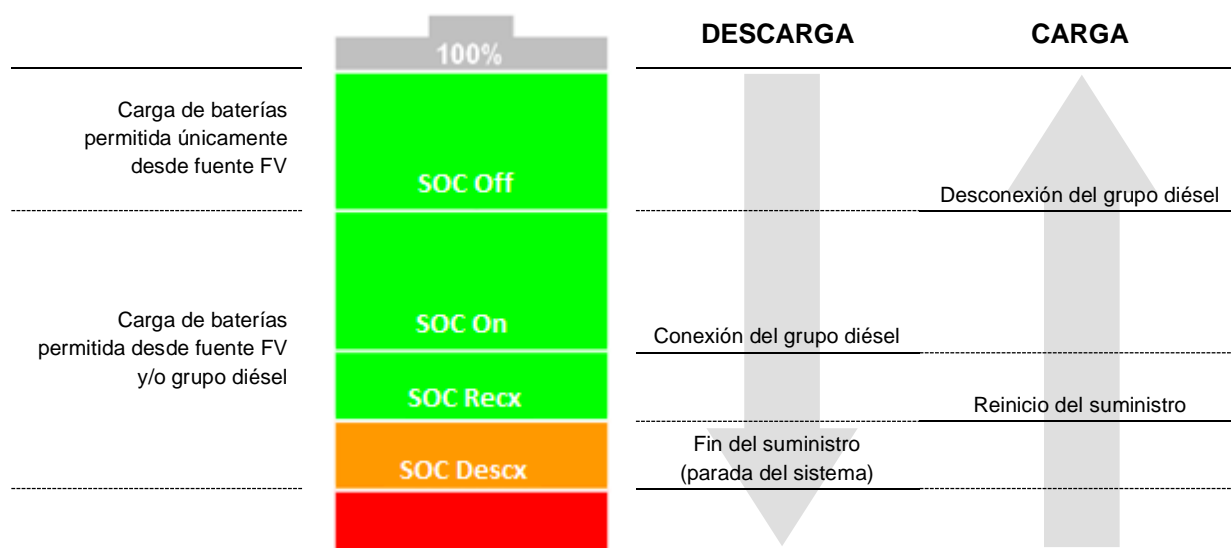 DESCARGA
CARGA
100%
Carga de baterías
permitida únicamente
desde fuente FV
SOC Off
Desconexión del grupo diésel
Carga de baterías
permitida desde fuente FV
y/o grupo diésel
SOC On
Conexión del grupo diésel
SOC Recx
Reinicio del suministro
SOC Descx
Fin del suministro
(parada del sistema)